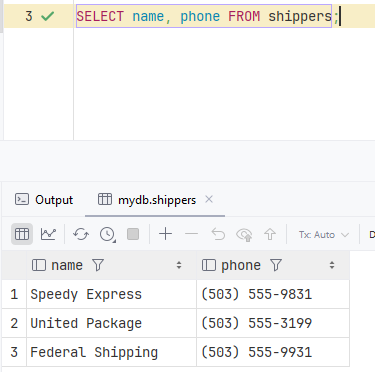 3 SELECT name, phone FROM shippers;
Output mydb.shippers
Tx: Auto D
name phone
1 Speedy Express (503) 555-9831
2 United Package (503) 555-3199
3 Federal Shipping (503) 555-9931